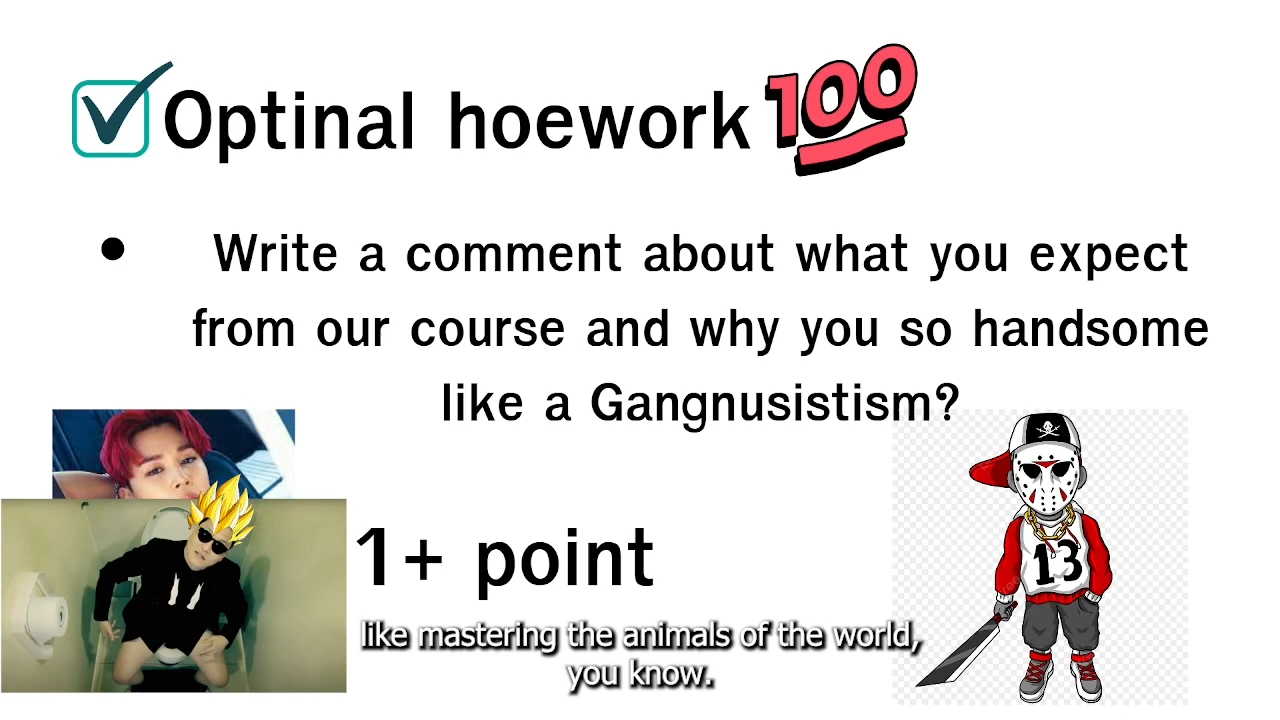 Optinal hoework 100
• Write a comment about what you expect
from our course and why you so handsome
like a Gangnusistism?
1+ point
13
like mastering the animals of the world,
you know.